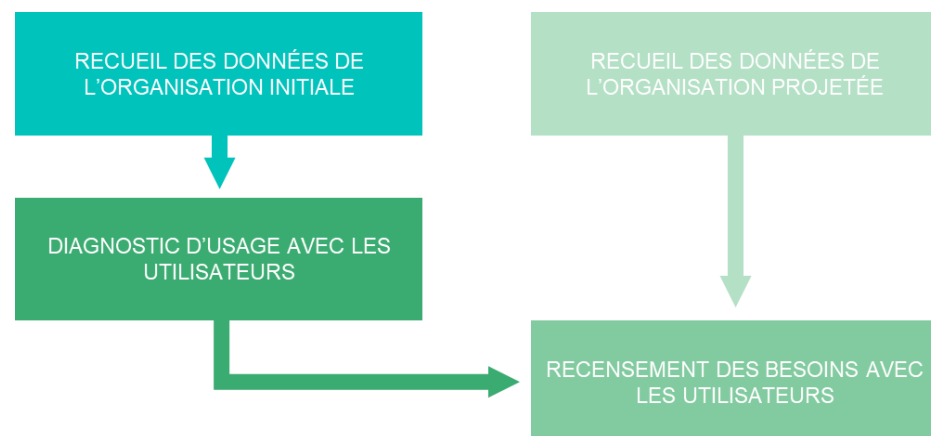 RECUEIL DES DONNÉES DE
L'ORGANISATION INITIALE
RECUEIL DES DONNÉES DE
L'ORGANISATION PROJETÉE
DIAGNOSTIC D'USAGE AVEC LES
UTILISATEURS
RECENSEMENT DES BESOINS AVEC
LES UTILISATEURS